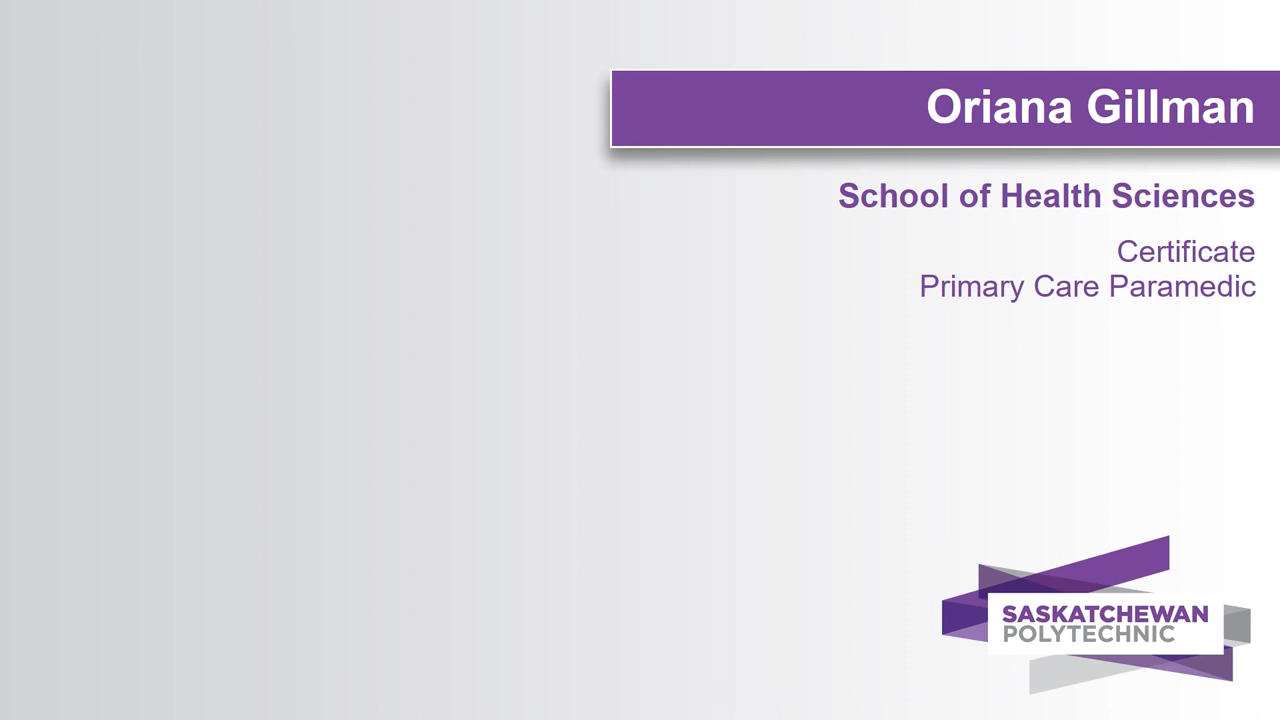 Oriana Gillman
School of Health Sciences
Certificate
Primary Care Paramedic
SASKATCHEWAN
POLYTECHNIC